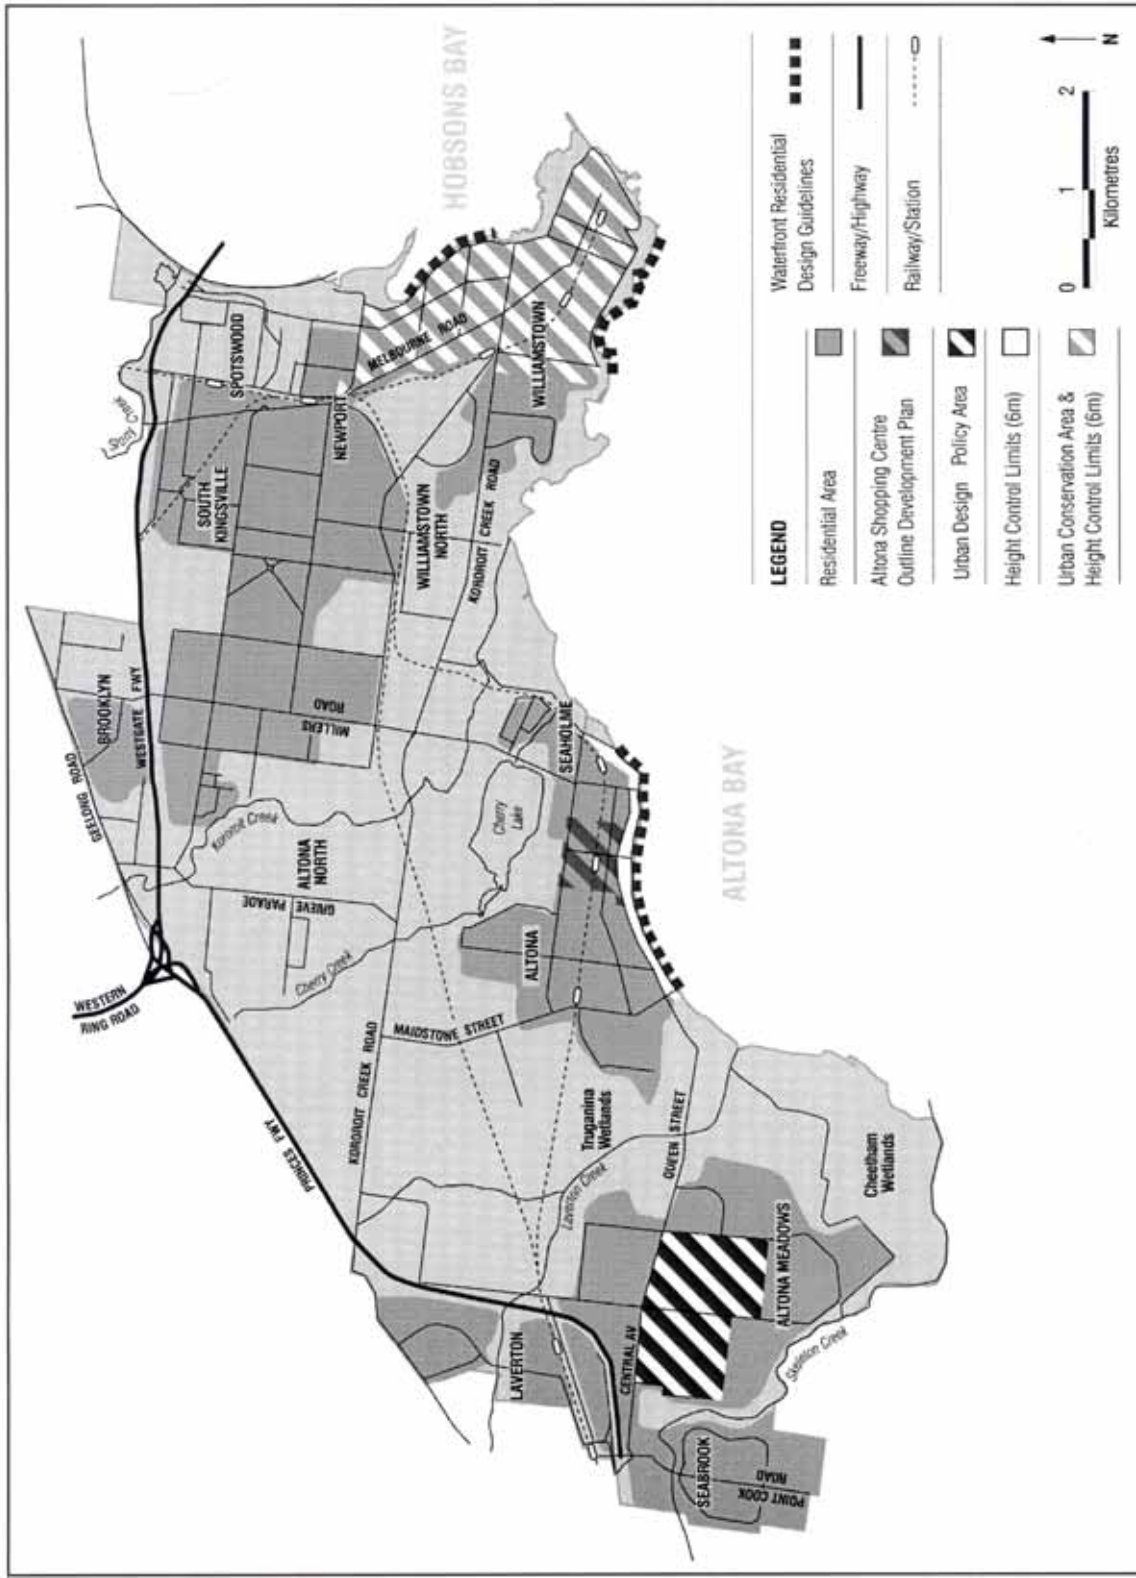 HOBSONS BAY
ALTONA BAY
GEELONG ROAD
BROOKLYN
WESTGATE FWY
WESTERN
RING ROAD
PRINCES FWY
Stony Creek
SPOTSWOOD
SOUTH
KINGSVILLE
NEWPORT
MELBOURNE ROAD
WILLIAMSTOWN
WILLIAMSTOWN
NORTH
KOROROIT CREEK ROAD
MILLERS
ROAD
Kororoit Creek
ALTONA
NORTH
GRIEVE
PARADE
Cherry Creek
Cherry
Lake
SEAHOLME
ALTONA
MAIDSTONE STREET
KOROROIT CREEK ROAD
Truganina
Wetlands
Laverton Creek
QUEEN STREET
Cheetham
Wetlands
LAVERTON
CENTRAL AV
ALTONA MEADOWS
Skeleton Creek
SEABROOK
POINT COOK
ROAD
LEGEND
Residential Area
Altona Shopping Centre
Outline Development Plan
Urban Design Policy Area
Height Control Limits (6m)
Urban Conservation Area &
Height Control Limits (6m)
Waterfront Residential
Design Guidelines
Freeway/Highway
Railway/Station
0 1 2
Kilometres
N